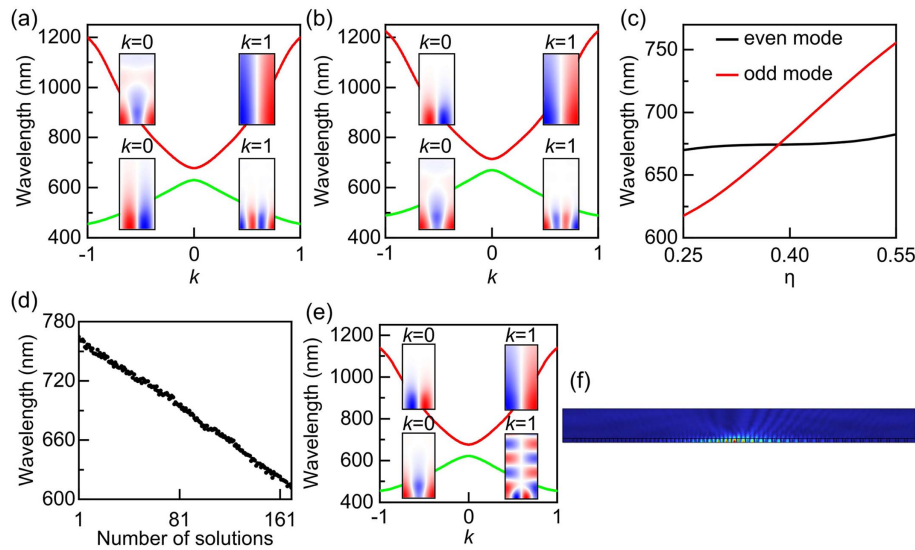 (a)
Wavelength (nm)
1200
1000
800
600
400
k=0
k=1
k=0
k=1
-1
0
1
k
(b)
Wavelength (nm)
1200
1000
800
600
400
k=0
k=1
k=0
k=1
-1
0
1
k
(c)
Wavelength (nm)
750
700
650
600
even mode
odd mode
0.25
0.40
0.55
η
(d)
Wavelength (nm)
780
720
660
600
1
81
161
Number of solutions
(e)
Wavelength (nm)
1200
1000
800
600
400
k=0
k=1
k=0
k=1
-1
0
1
k
(f)